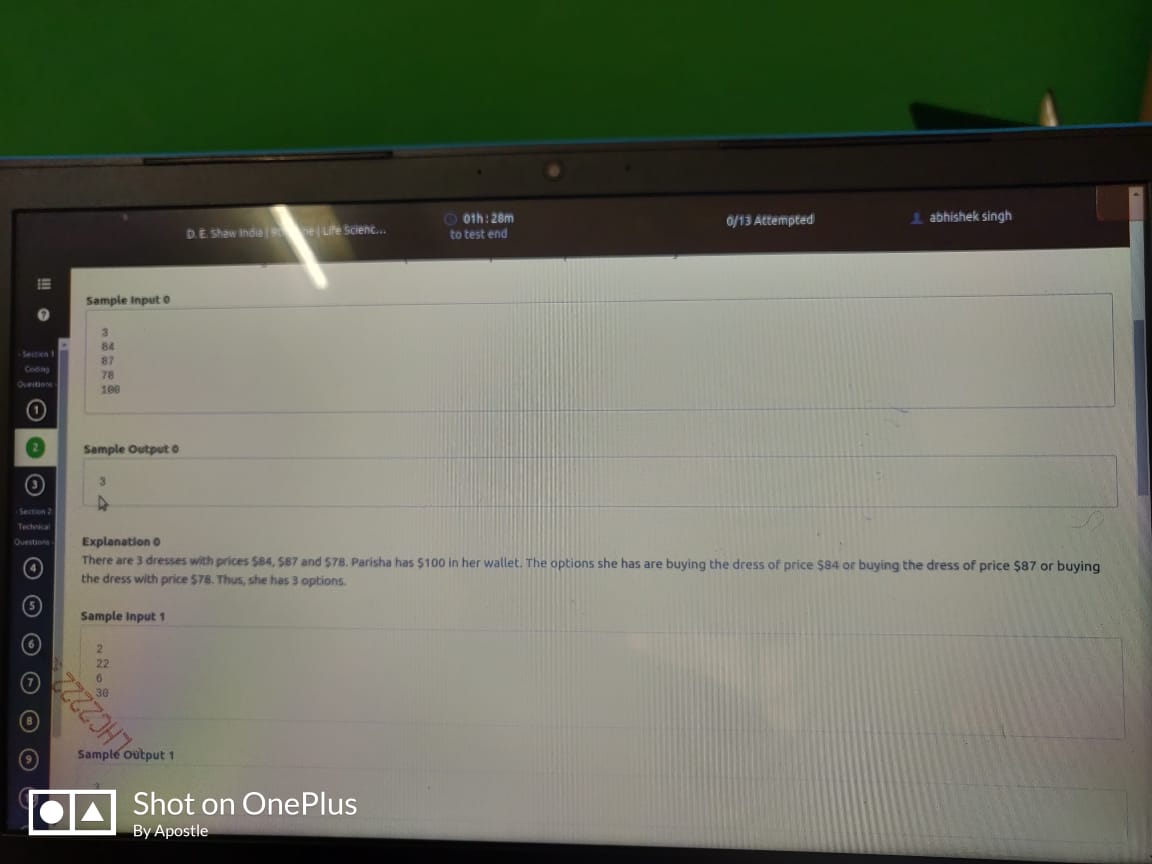 D. E. Shaw India | Life Scienc...
01h : 28m
to test end
0/13 Attempted
abhishek singh
- Section 1
Coding
Questions -
1
2
3
- Section 2
Technical
Questions -
4
5
6
7
8
9
Sample Input 0
3
84
87
78
100
Sample Output 0
3
Explanation 0
There are 3 dresses with prices $84, $87 and $78. Parisha has $100 in her wallet. The options she has are buying the dress of price $84 or buying the dress of price $87 or buying
the dress with price $78. Thus, she has 3 options.
Sample Input 1
2
22
6
30
Sample Output 1
Shot on OnePlus
By Apostle